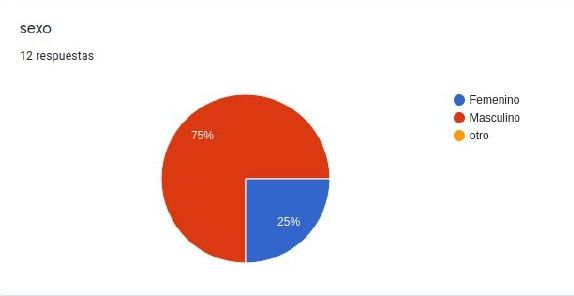 sexo
12 respuestas
Femenino
Masculino
otro
75%
25%